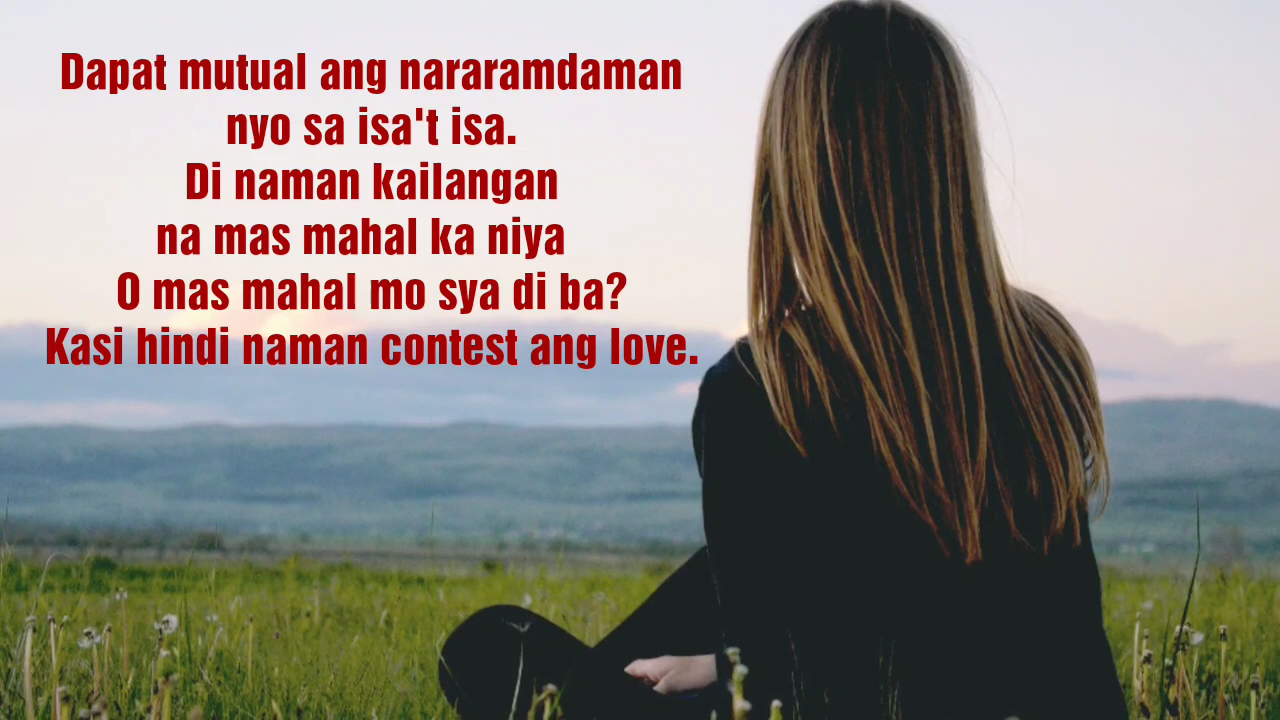 Dapat mutual ang nararamdaman
nyo sa isa't isa.
Di naman kailangan
na mas mahal ka niya
O mas mahal mo sya di ba?
Kasi hindi naman contest ang love.